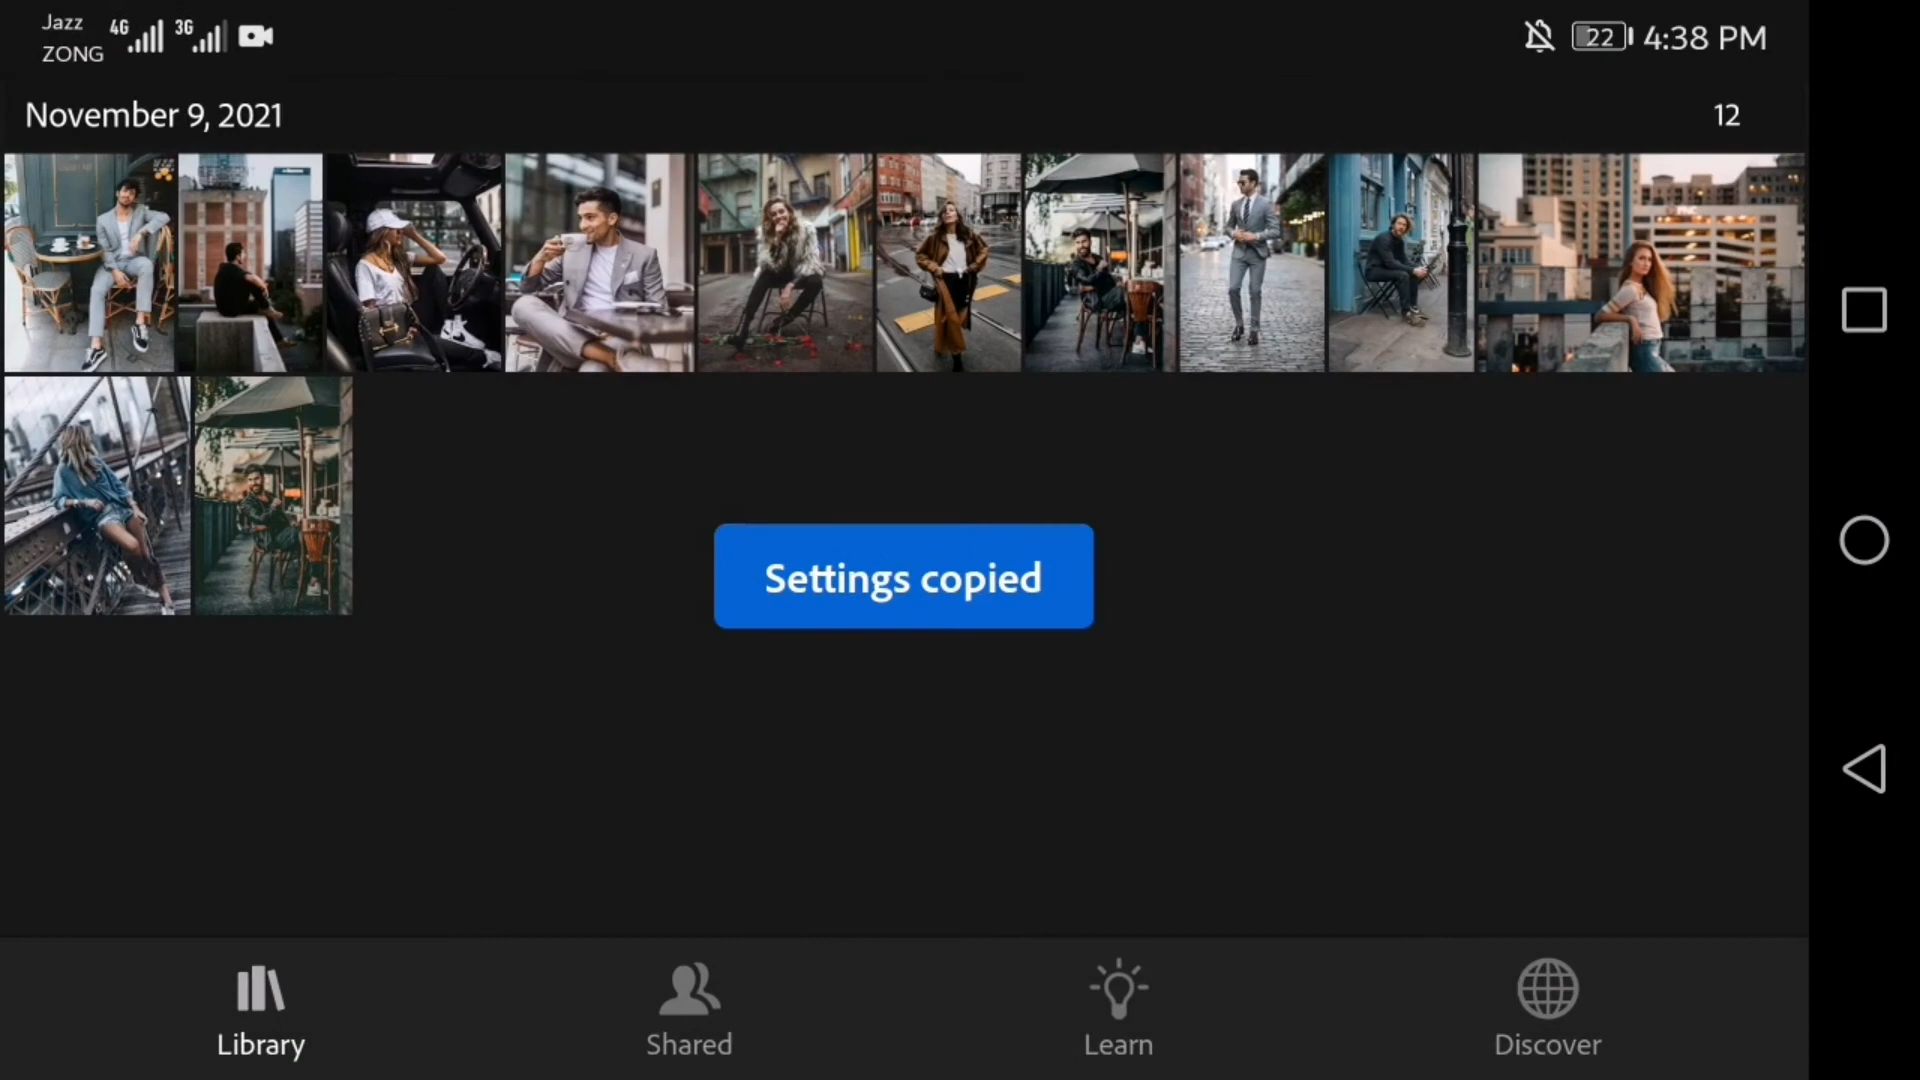 Jazz
ZONG
4G
3G
22
4:38 PM
November 9, 2021
12
Settings copied
Library
Shared
Learn
Discover